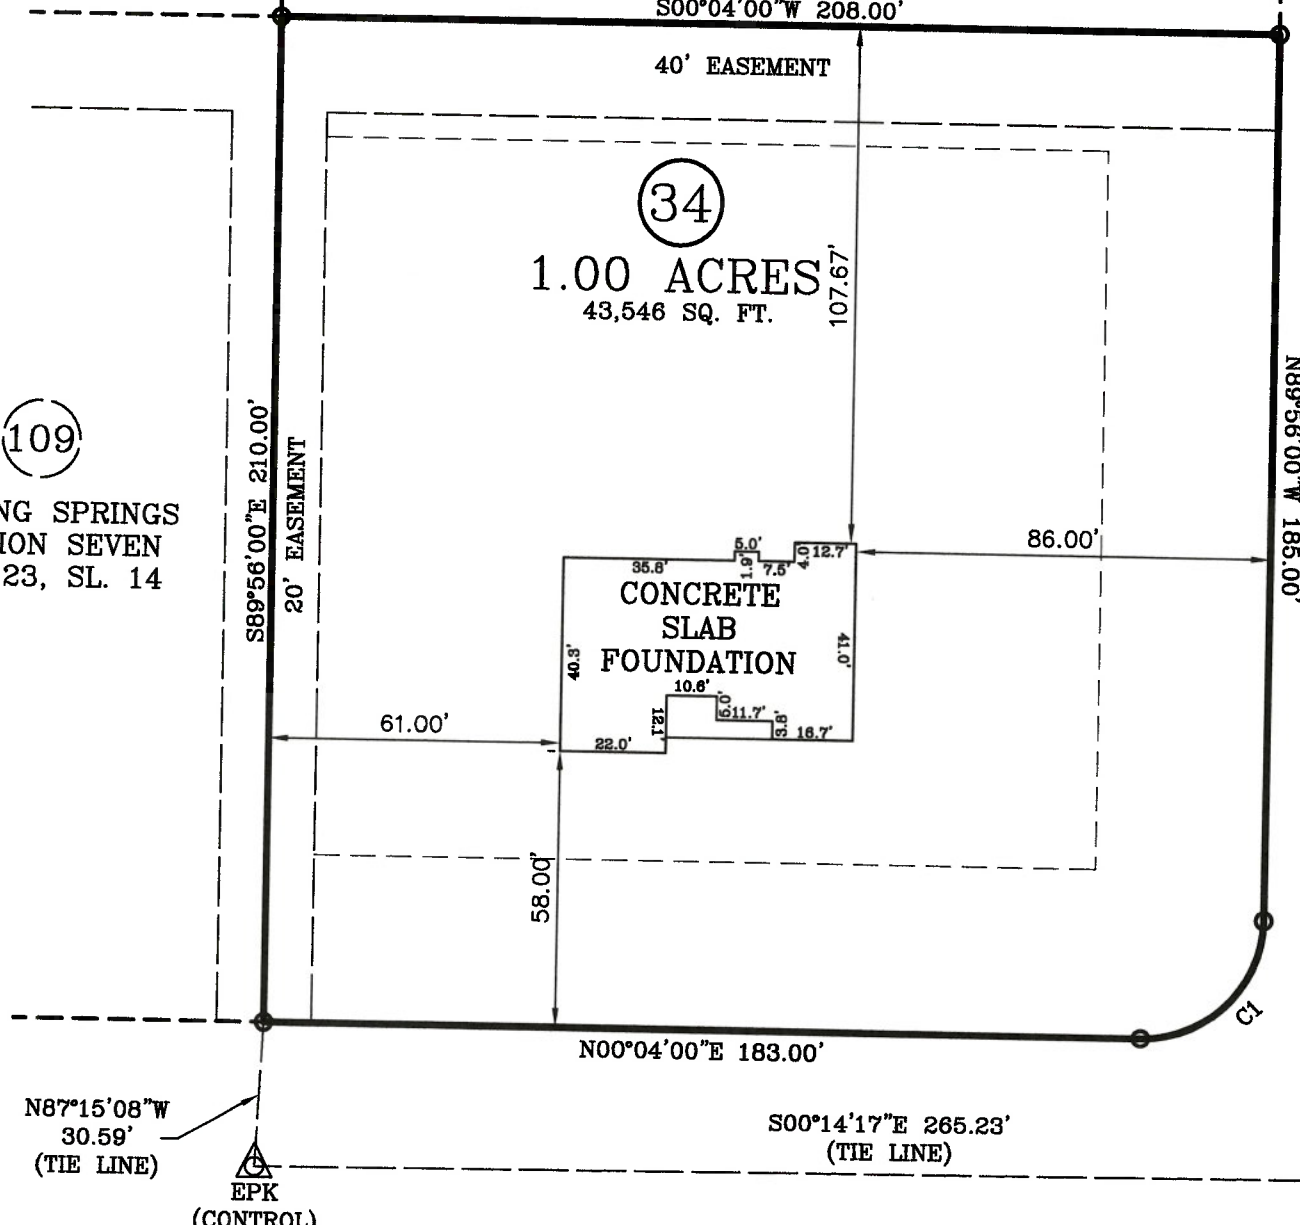 S00°04'00"W 208.00'
40' EASEMENT
34
1.00 ACRES
43,546 SQ. FT.
107.67'
109
NG SPRINGS
ION SEVEN
23, SL. 14
S89°56'00"E 210.00'
20' EASEMENT
N89°56'00"W 185.00'
86.00'
5.0'
1.9'
7.5'
4.0'
12.7'
35.8'
CONCRETE
SLAB
FOUNDATION
40.3'
41.0'
10.6'
5.0'
11.7'
3.8'
12.1'
16.7'
22.0'
61.00'
58.00'
C1
N00°04'00"E 183.00'
N87°15'08"W
30.59'
(TIE LINE)
S00°14'17"E 265.23'
(TIE LINE)
EPK
(CONTROL)